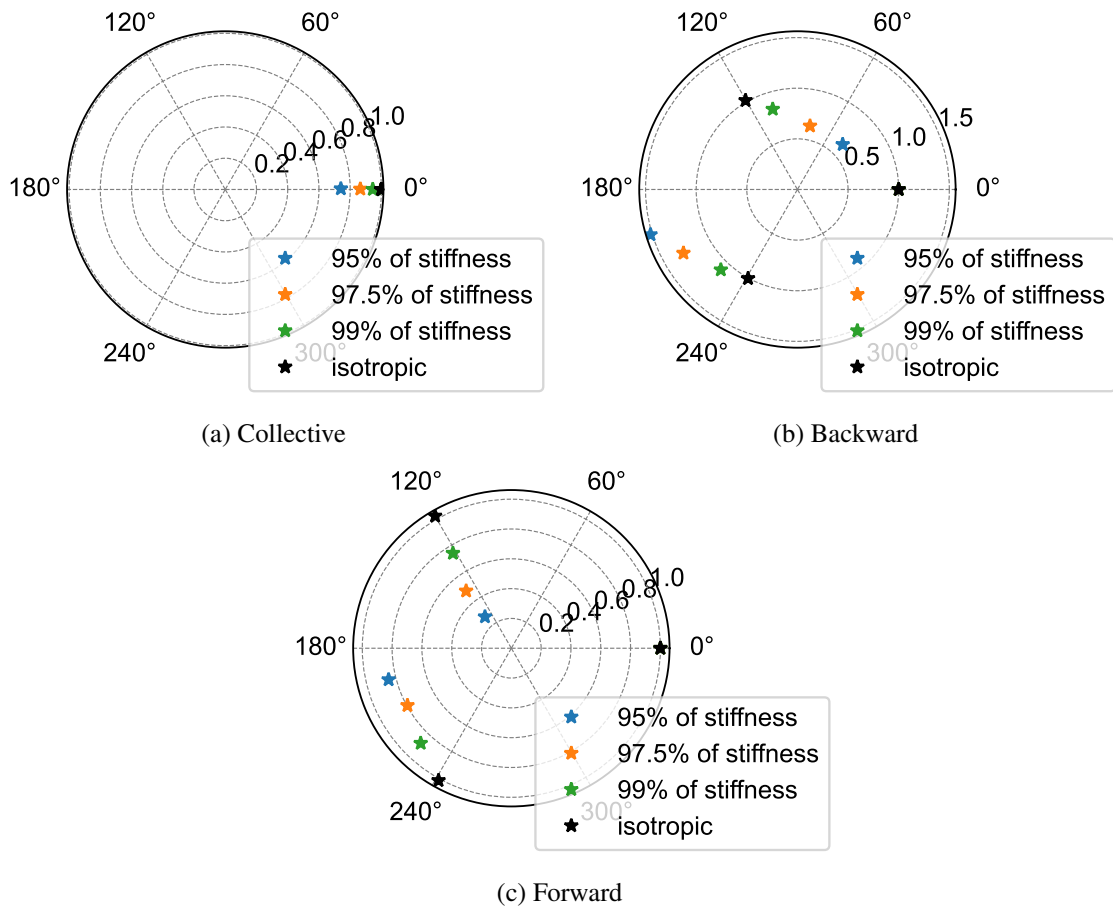 120° 60°
1.0
0.8
0.6
0.4
0.2
180° 0°
240° 300°
95% of stiffness
97.5% of stiffness
99% of stiffness
isotropic
(a) Collective
120° 60°
1.5
1.0
0.5
180° 0°
240° 300°
95% of stiffness
97.5% of stiffness
99% of stiffness
isotropic
(b) Backward
120° 60°
1.0
0.8
0.6
0.4
0.2
180° 0°
240° 300°
95% of stiffness
97.5% of stiffness
99% of stiffness
isotropic
(c) Forward